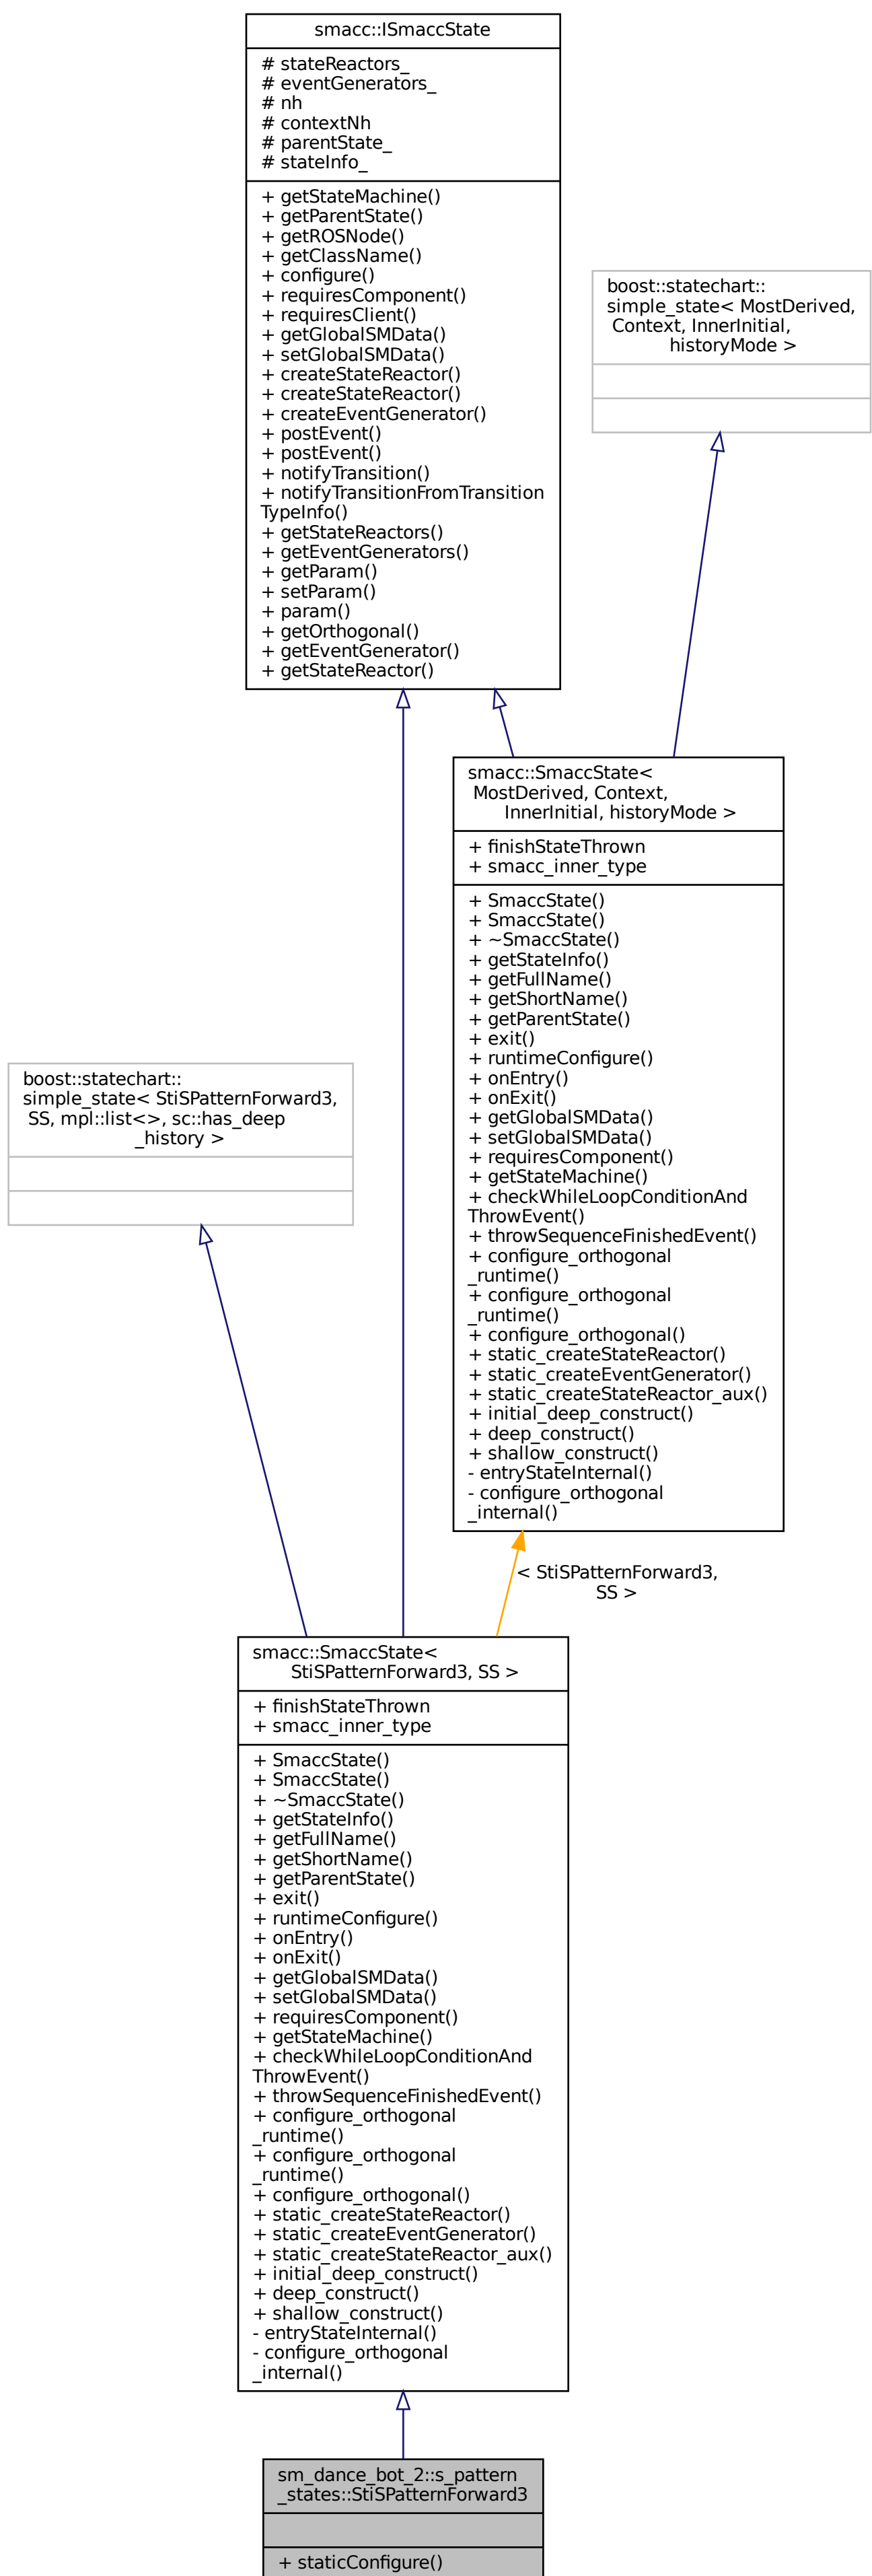 smacc::ISmaccState
# stateReactors_
# eventGenerators_
# nh
# contextNh
# parentState_
# stateInfo_
+ getStateMachine()
+ getParentState()
+ getROSNode()
+ getClassName()
+ configure()
+ requiresComponent()
+ requiresClient()
+ getGlobalSMData()
+ setGlobalSMData()
+ createStateReactor()
+ createStateReactor()
+ createEventGenerator()
+ postEvent()
+ postEvent()
+ notifyTransition()
+ notifyTransitionFromTransition
TypeInfo()
+ getStateReactors()
+ getEventGenerators()
+ getParam()
+ setParam()
+ param()
+ getOrthogonal()
+ getEventGenerator()
+ getStateReactor()
boost::statechart::
simple_state< MostDerived,
Context, InnerInitial,
historyMode >
smacc::SmaccState<
MostDerived, Context,
InnerInitial, historyMode >
+ finishStateThrown
+ smacc_inner_type
+ SmaccState()
+ SmaccState()
+ ~SmaccState()
+ getStateInfo()
+ getFullName()
+ getShortName()
+ getParentState()
+ exit()
+ runtimeConfigure()
+ onEntry()
+ onExit()
+ getGlobalSMData()
+ setGlobalSMData()
+ requiresComponent()
+ getStateMachine()
+ checkWhileLoopConditionAnd
ThrowEvent()
+ throwSequenceFinishedEvent()
+ configure_orthogonal
_runtime()
+ configure_orthogonal
_runtime()
+ configure_orthogonal()
+ static_createStateReactor()
+ static_createEventGenerator()
+ static_createStateReactor_aux()
+ initial_deep_construct()
+ deep_construct()
+ shallow_construct()
- entryStateInternal()
- configure_orthogonal
_internal()
boost::statechart::
simple_state< StiSPatternForward3,
SS, mpl::list<>, sc::has_deep
_history >
< StiSPatternForward3,
SS >
smacc::SmaccState<
StiSPatternForward3, SS >
+ finishStateThrown
+ smacc_inner_type
+ SmaccState()
+ SmaccState()
+ ~SmaccState()
+ getStateInfo()
+ getFullName()
+ getShortName()
+ getParentState()
+ exit()
+ runtimeConfigure()
+ onEntry()
+ onExit()
+ getGlobalSMData()
+ setGlobalSMData()
+ requiresComponent()
+ getStateMachine()
+ checkWhileLoopConditionAnd
ThrowEvent()
+ throwSequenceFinishedEvent()
+ configure_orthogonal
_runtime()
+ configure_orthogonal
_runtime()
+ configure_orthogonal()
+ static_createStateReactor()
+ static_createEventGenerator()
+ static_createStateReactor_aux()
+ initial_deep_construct()
+ deep_construct()
+ shallow_construct()
- entryStateInternal()
- configure_orthogonal
_internal()
sm_dance_bot_2::s_pattern
_states::StiSPatternForward3
+ staticConfigure()